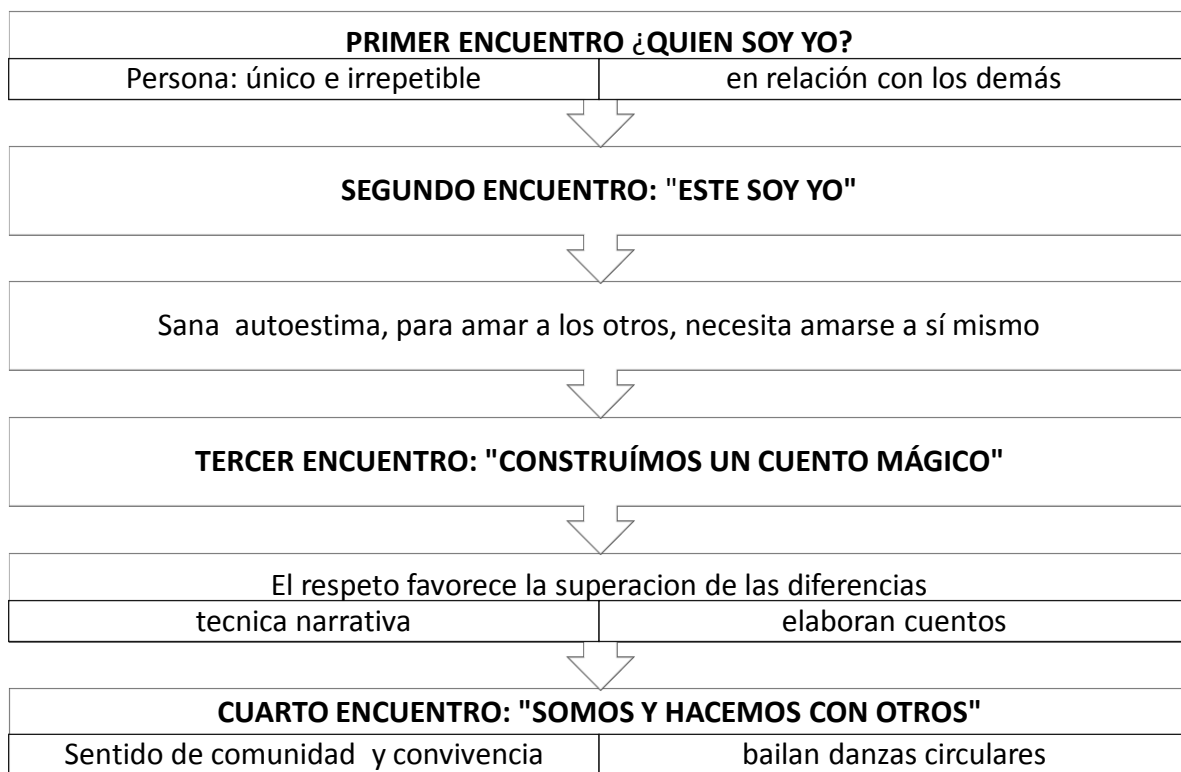 PRIMER ENCUENTRO ¿QUIEN SOY YO?
Persona: único e irrepetible
en relación con los demás
SEGUNDO ENCUENTRO: "ESTE SOY YO"
Sana  autoestima, para amar a los otros, necesita amarse a sí mismo
TERCER ENCUENTRO: "CONSTRUÍMOS UN CUENTO MÁGICO"
El respeto favorece la superacion de las diferencias
tecnica narrativa
elaboran cuentos
CUARTO ENCUENTRO: "SOMOS Y HACEMOS CON OTROS"
Sentido de comunidad  y convivencia
bailan danzas circulares